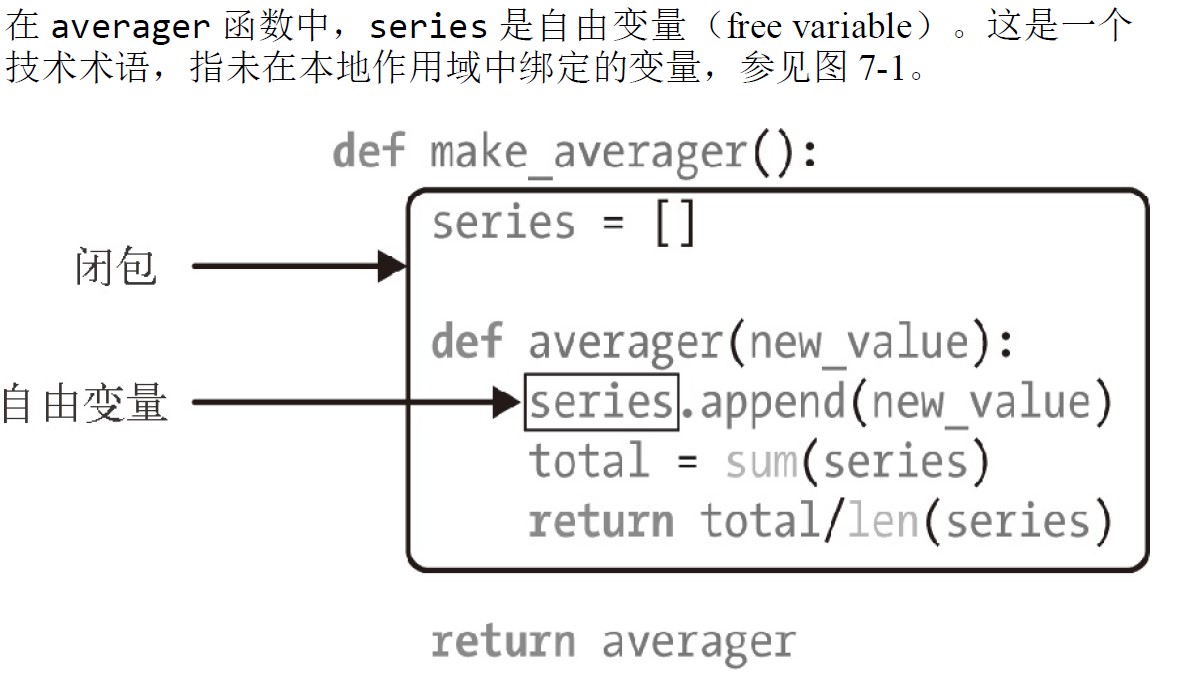 在 averager 函数中，series 是自由变量（free variable）。这是一个
技术术语，指未在本地作用域中绑定的变量，参见图 7-1。
def make_averager():
series = []
闭包
def averager(new_value):
自由变量
series.append(new_value)
total = sum(series)
return total/len(series)
return averager